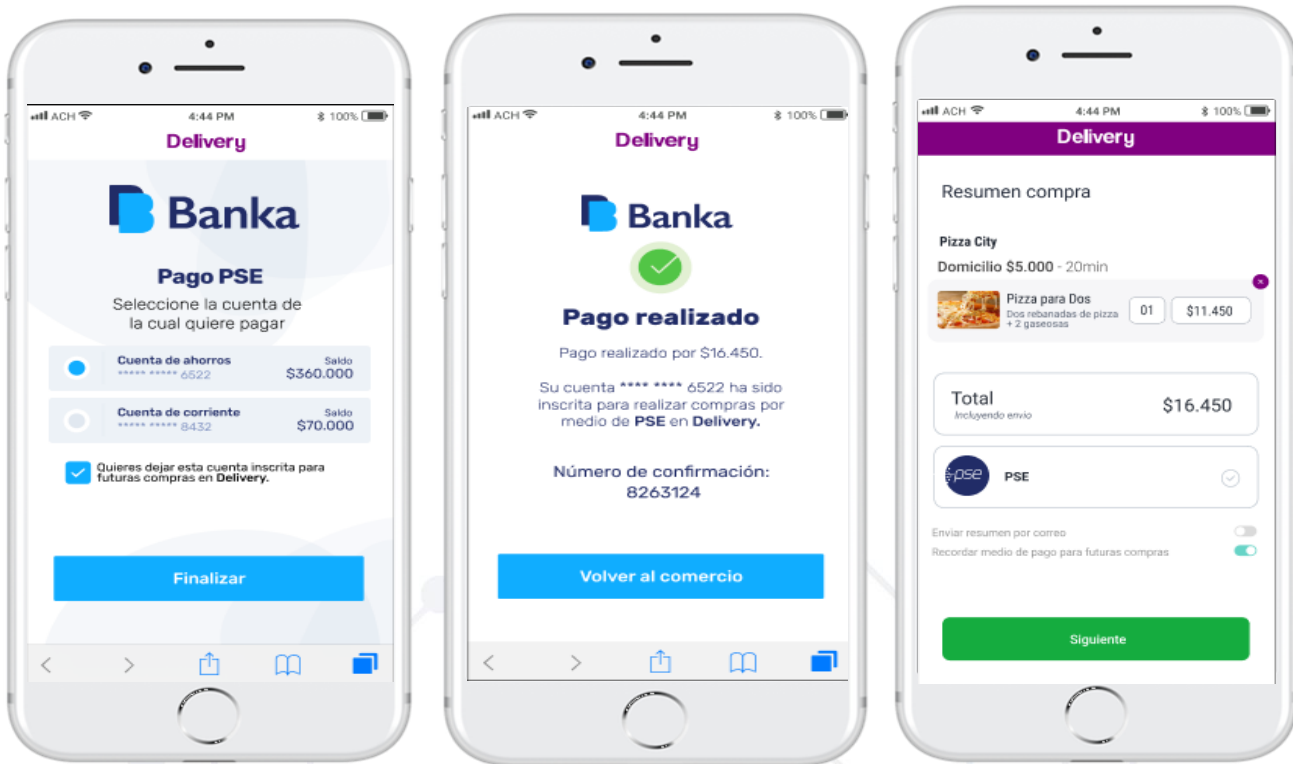 ACH 4:44 PM 100%
Delivery
Banka
Pago PSE
Seleccione la cuenta de
la cual quiere pagar
Cuenta de ahorros Saldo
***** ***** 6522 $360.000
Cuenta de corriente Saldo
***** ***** 8432 $70.000
Quieres dejar esta cuenta inscrita para
futuras compras en Delivery.
Finalizar
ACH 4:44 PM 100%
Delivery
Banka
Pago realizado
Pago realizado por $16.450.
Su cuenta **** **** 6522 ha sido
inscrita para realizar compras por
medio de PSE en Delivery.
Número de confirmación:
8263124
Volver al comercio
ACH 4:44 PM 100%
Delivery
Resumen compra
Pizza City
Domicilio $5.000 - 20min
Pizza para Dos
Dos rebanadas de pizza
+ 2 gaseosas
01 $11.450
Total
Incluyendo envio
$16.450
pse PSE
Enviar resumen por correo
Recordar medio de pago para futuras compras
Siguiente